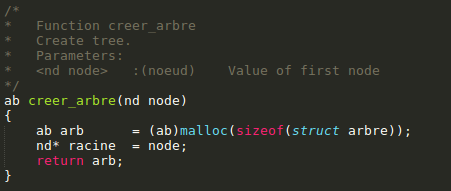 /*
*   Function creer_arbre
*   Create tree.
*   Parameters:
*   <nd node>   :(noeud)    Value of first node
*/
ab creer_arbre(nd node)
{
    ab arb      = (ab)malloc(sizeof(struct arbre));
    nd* racine  = node;
    return arb;
}